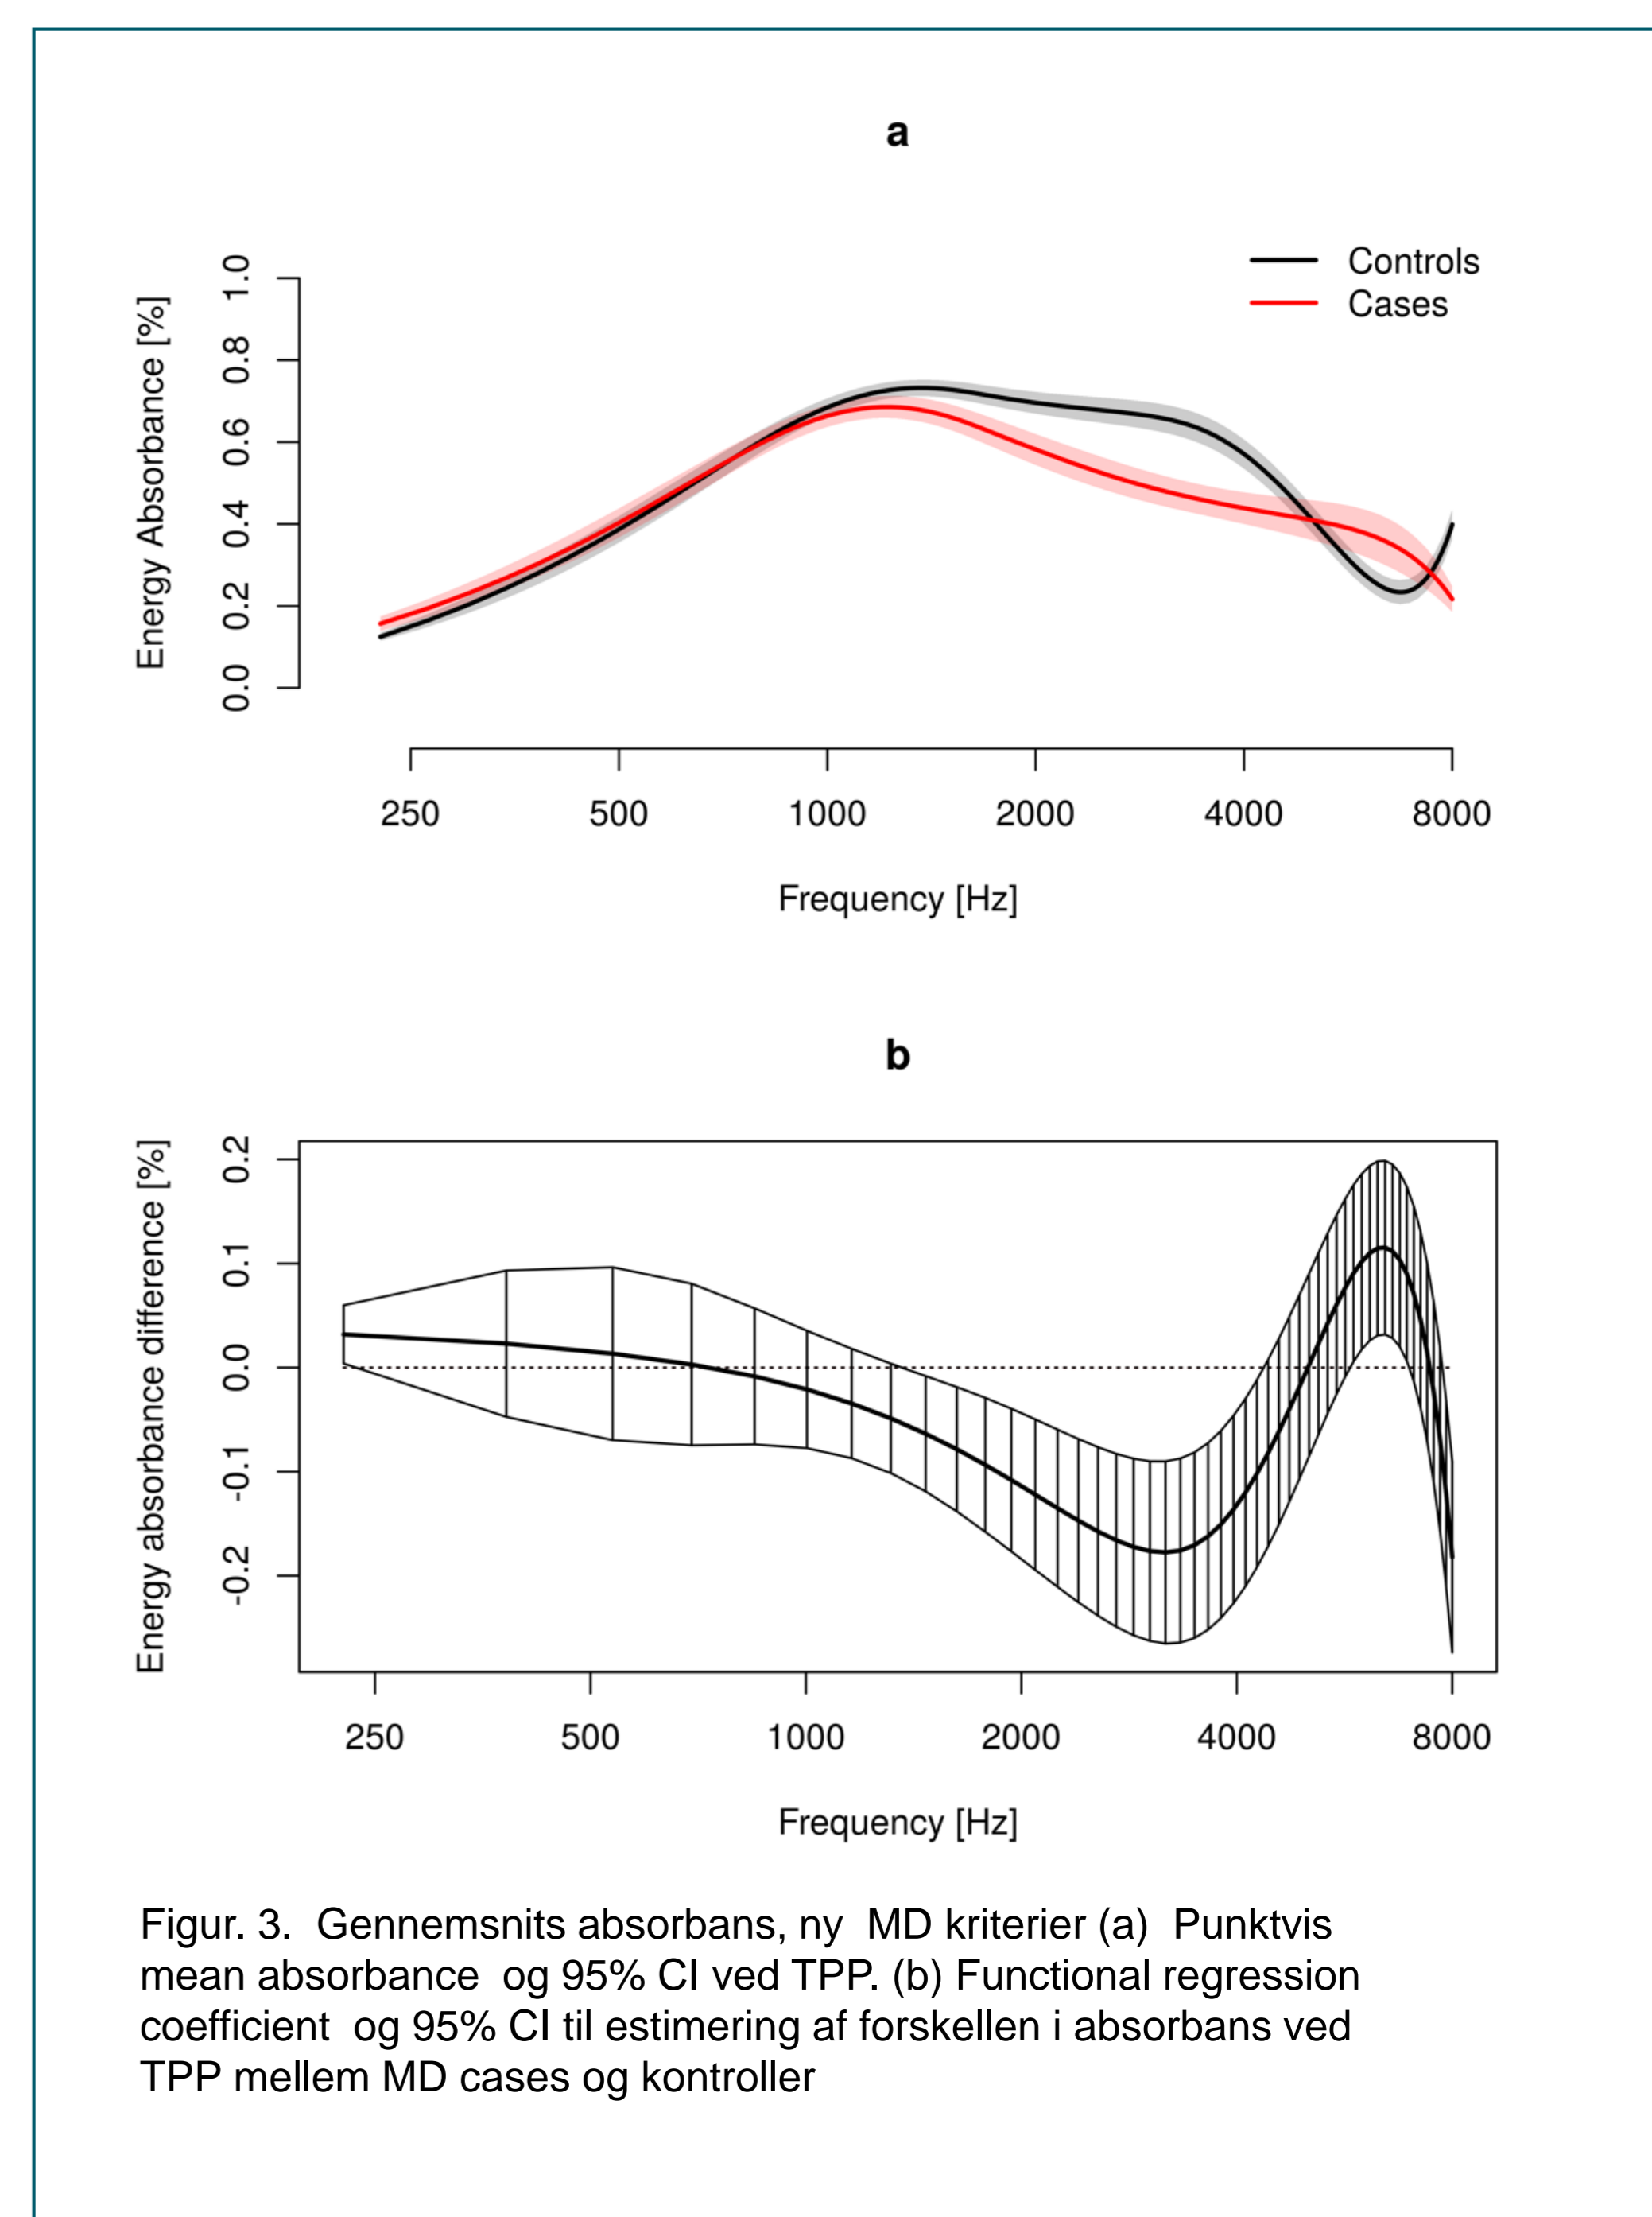 a
Energy Absorbance [%]
1.0
0.8
0.6
0.4
0.2
0.0
Controls
Cases
250 500 1000 2000 4000 8000
Frequency [Hz]
b
Energy absorbance difference [%]
0.2
0.1
0.0
-0.1
-0.2
250 500 1000 2000 4000 8000
Frequency [Hz]
Figur. 3. Gennemsnits absorbans, ny MD kriterier (a) Punktvis
mean absorbance og 95% CI ved TPP. (b) Functional regression
coefficient og 95% CI til estimering af forskellen i absorbans ved
TPP mellem MD cases og kontroller